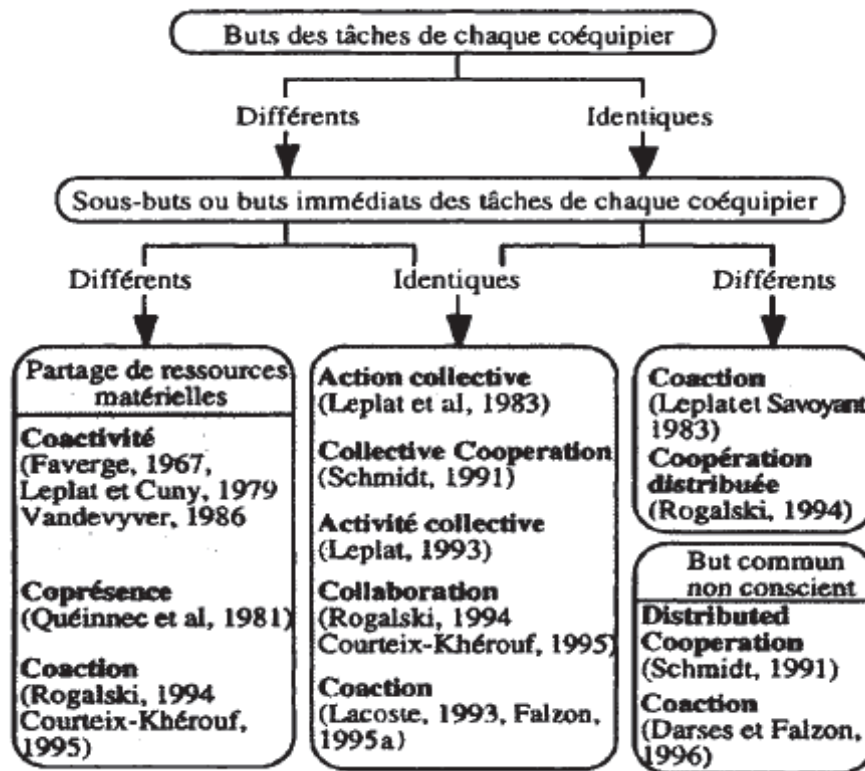 Buts des tâches de chaque coéquipier
Différents
Identiques
Sous-buts ou buts immédiats des tâches de chaque coéquipier
Différents
Identiques
Différents
Partage de ressources
matérielles
Coactivité
(Faverge, 1967,
Leplat et Cuny, 1979
Vandevyver, 1986
Coprésence
(Quéinnec et al, 1981)
Coaction
(Rogalski, 1994
Courteix-Khérouf,
1995)
Action collective
(Leplat et al, 1983)
Collective Cooperation
(Schmidt, 1991)
Activité collective
(Leplat, 1993)
Collaboration
(Rogalski, 1994
Courteix-Khérouf, 1995)
Coaction
(Lacoste, 1993, Falzon,
1995a)
Coaction
(Leplat et Savoyant
1983)
Coopération
distribuée
(Rogalski, 1994)
But commun
non conscient
Distributed
Cooperation
(Schmidt, 1991)
Coaction
(Darses et Falzon,
1996)